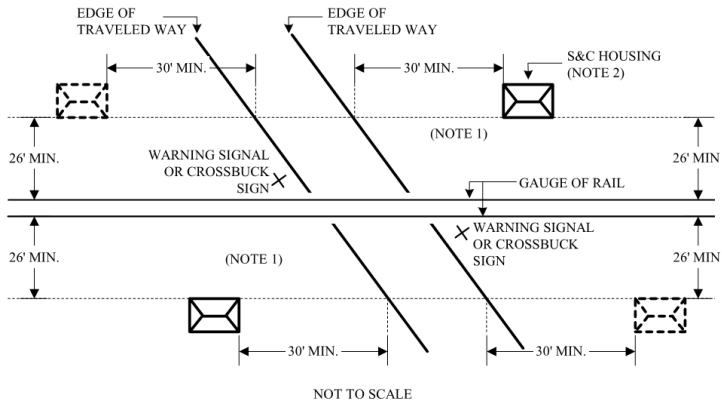 EDGE OF
TRAVELED WAY
EDGE OF
TRAVELED WAY
S&C HOUSING
(NOTE 2)
30' MIN.
30' MIN.
(NOTE 1)
26' MIN.
WARNING SIGNAL
OR CROSSBUCK
SIGN
26' MIN
GAUGE OF RAIL
WARNING SIGNAL
OR CROSSBUCK
SIGN
26' MIN.
(NOTE 1)
26' MIN
30' MIN.
30' MIN.
NOT TO SCALE